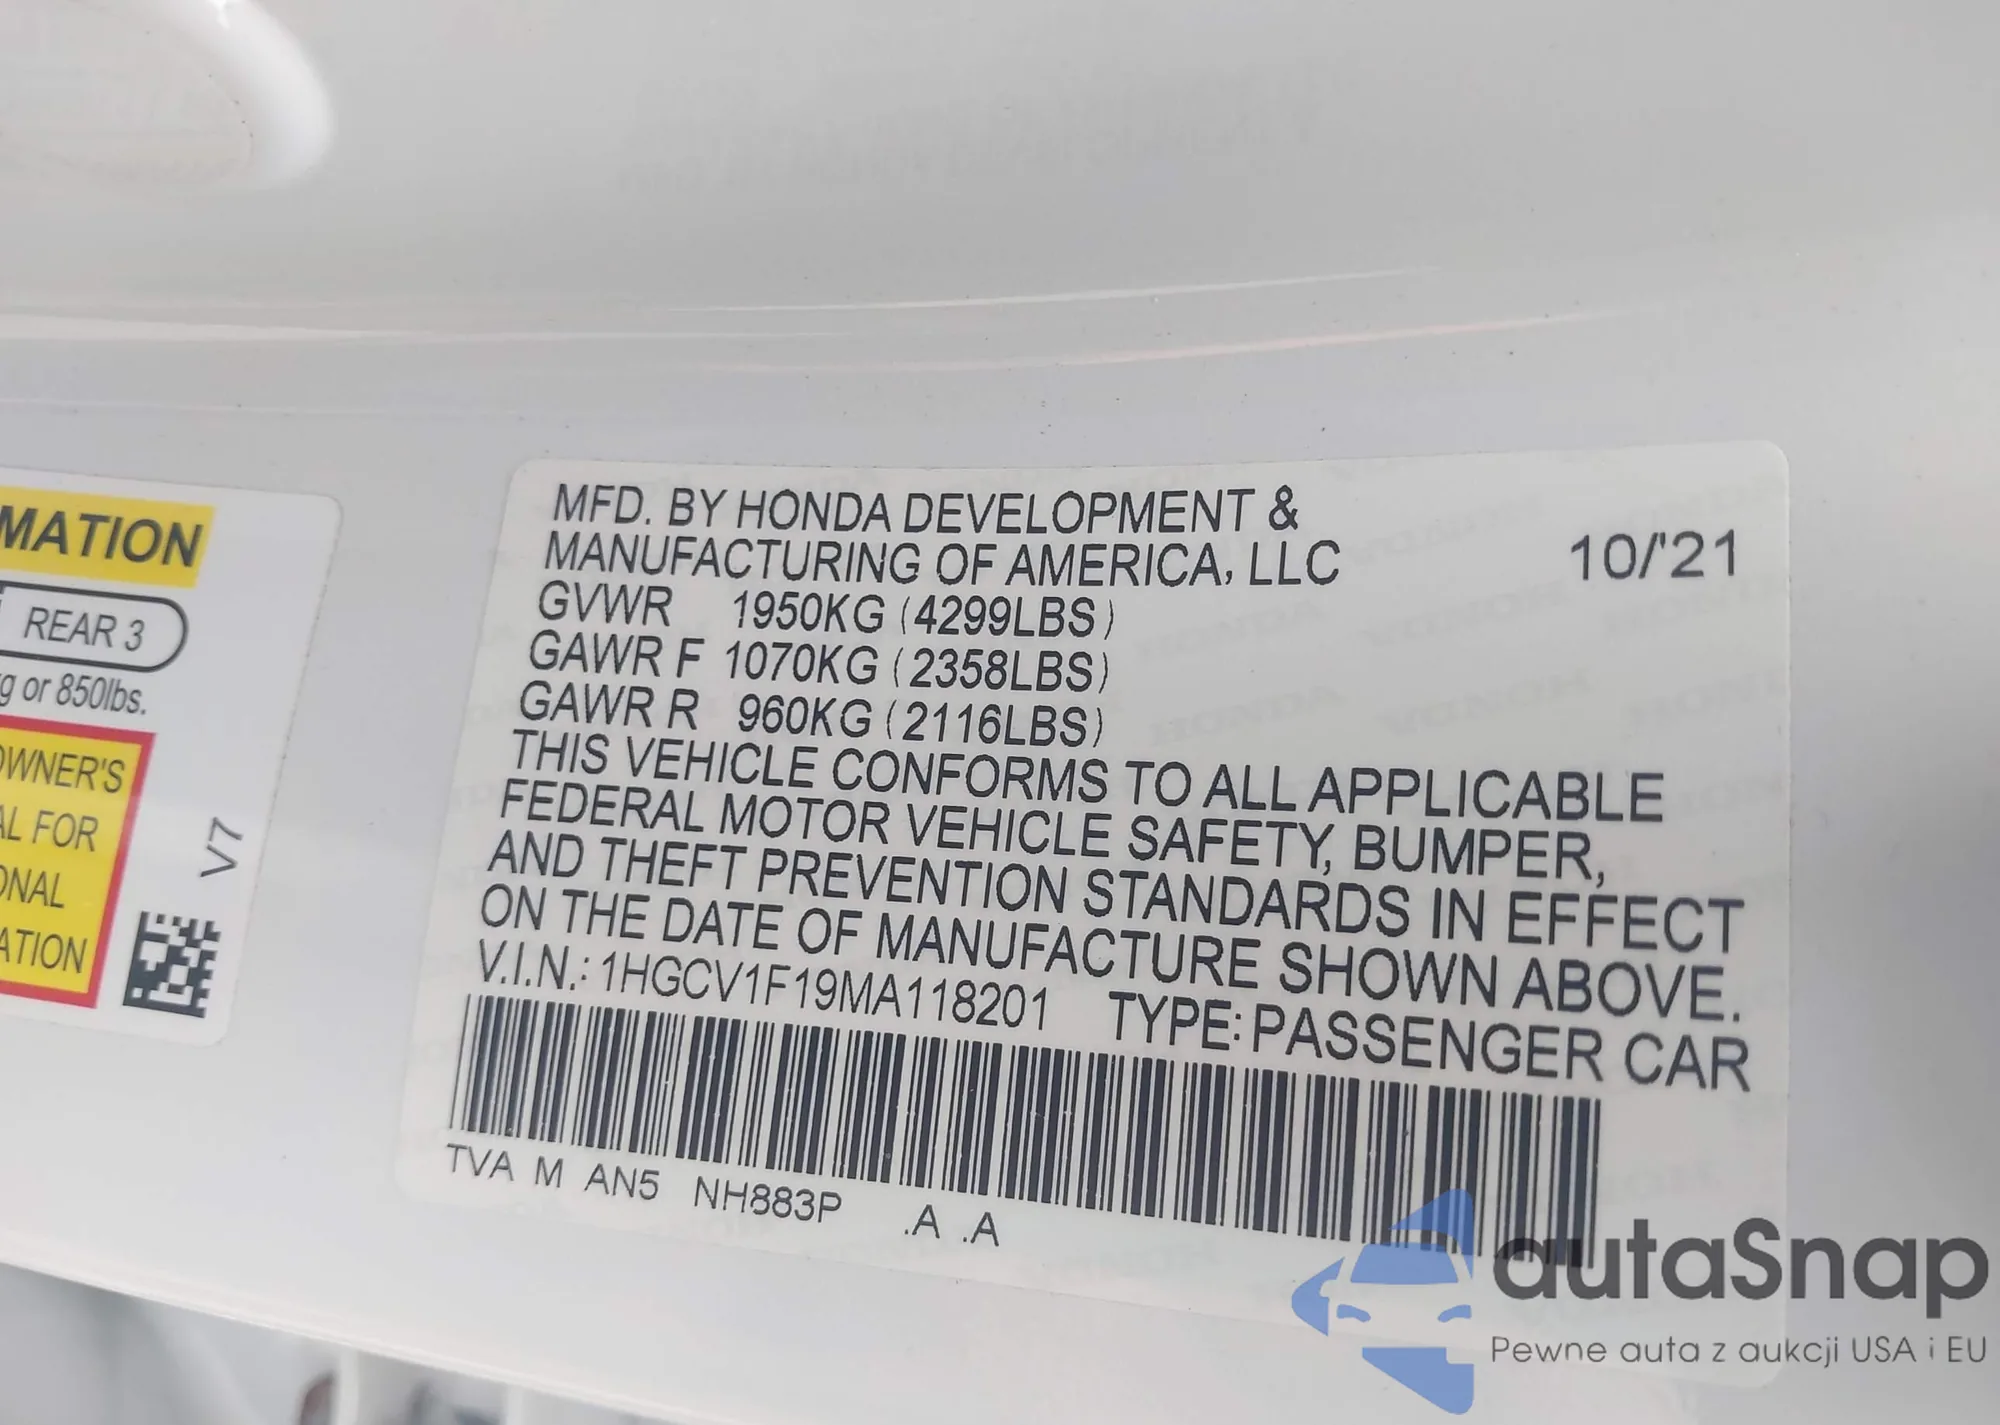 MATION
REAR 3
g or 850lbs.
OWNER'S
AL FOR
ONAL
ATION
V7
MFD. BY HONDA DEVELOPMENT &
MANUFACTURING OF AMERICA, LLC 10/'21
GVWR 1950KG (4299LBS)
GAWR F 1070KG (2358LBS)
GAWR R 960KG (2116LBS)
THIS VEHICLE CONFORMS TO ALL APPLICABLE
FEDERAL MOTOR VEHICLE SAFETY, BUMPER,
AND THEFT PREVENTION STANDARDS IN EFFECT
ON THE DATE OF MANUFACTURE SHOWN ABOVE.
V.I.N.: 1HGCV1F19MA118201 TYPE: PASSENGER CAR
TVA M AN5 NH883P .A .A
autaSnap
Pewne auta z aukcji USA i EU